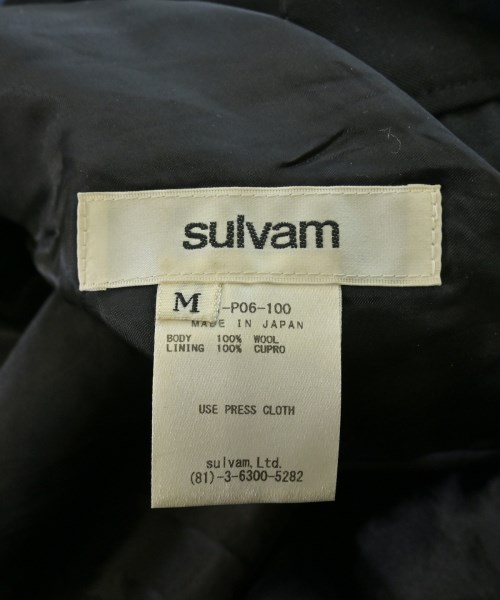 sulvam
M
-P06-100
MADE IN JAPAN
BODY 100% WOOL
LINING 100% CUPRO
USE PRESS CLOTH
sulvam.Ltd.
(81)-3-6300-5282